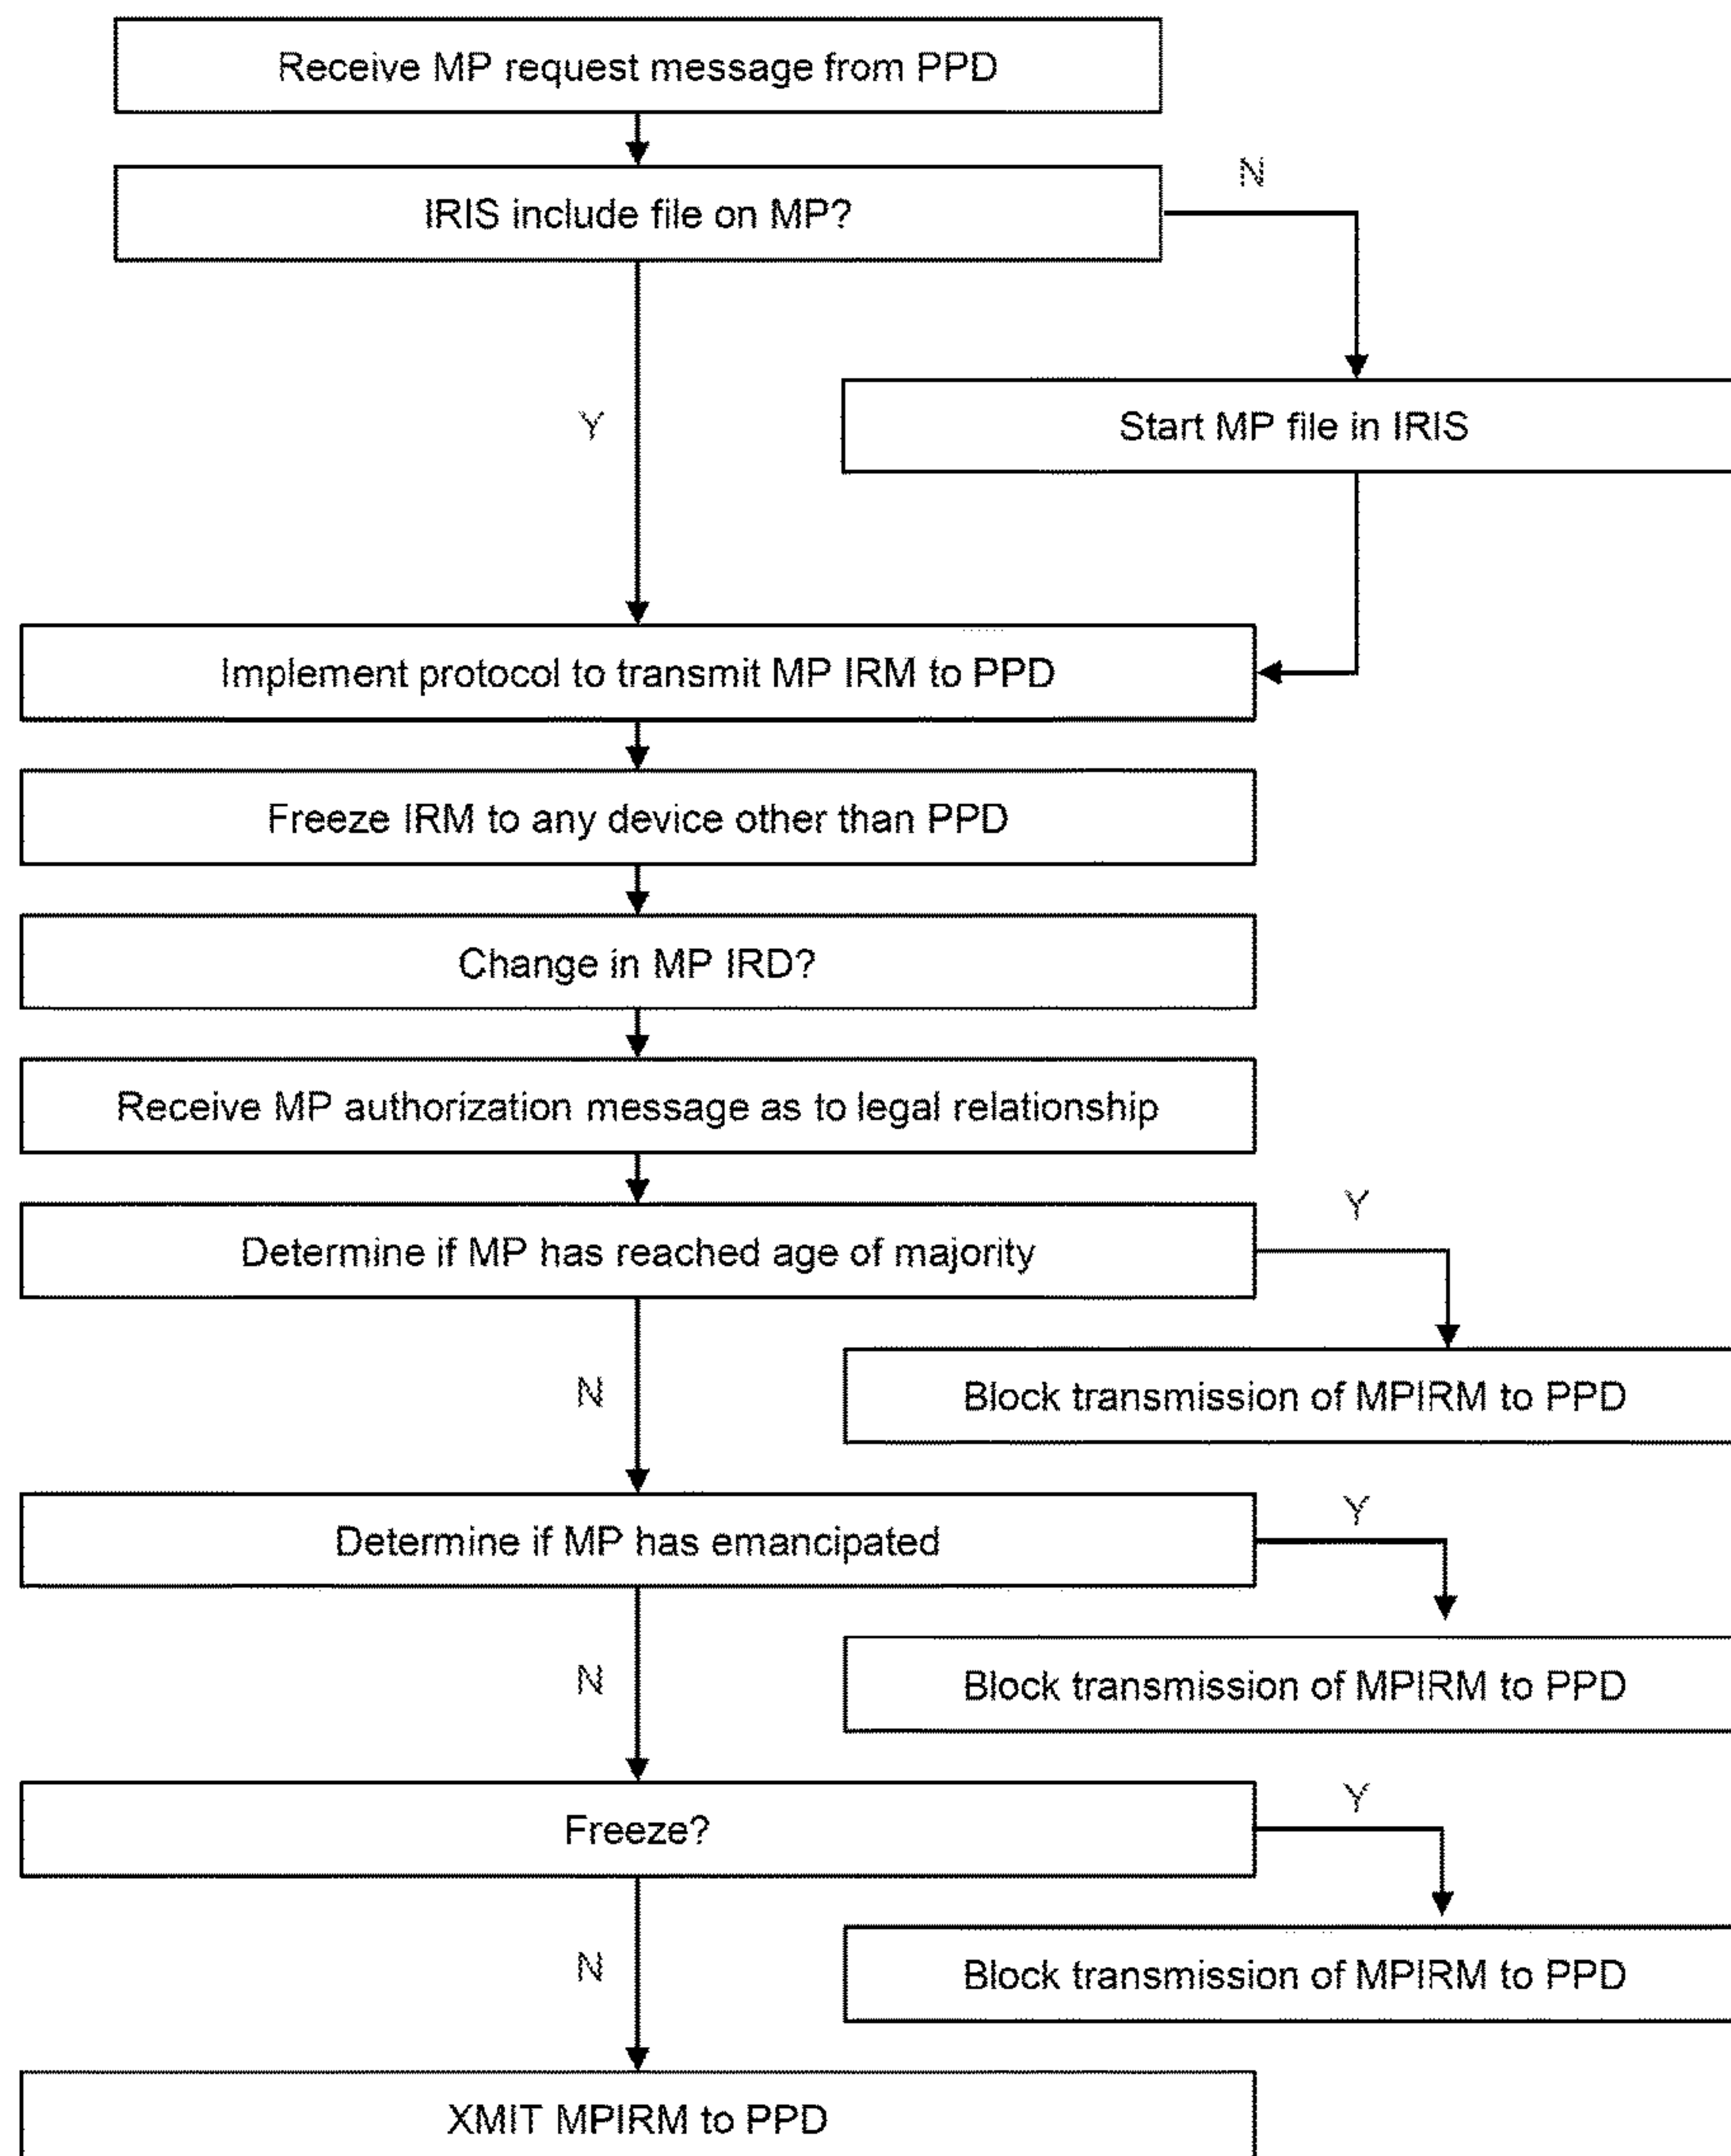 Receive MP request message from PPD
IRIS include file on MP?
N
Y
Start MP file in IRIS
Implement protocol to transmit MP IRM to PPD
Freeze IRM to any device other than PPD
Change in MP IRD?
Receive MP authorization message as to legal relationship
Determine if MP has reached age of majority
Y
N
Block transmission of MPIRM to PPD
Determine if MP has emancipated
Y
N
Block transmission of MPIRM to PPD
Freeze?
Y
N
Block transmission of MPIRM to PPD
XMIT MPIRM to PPD